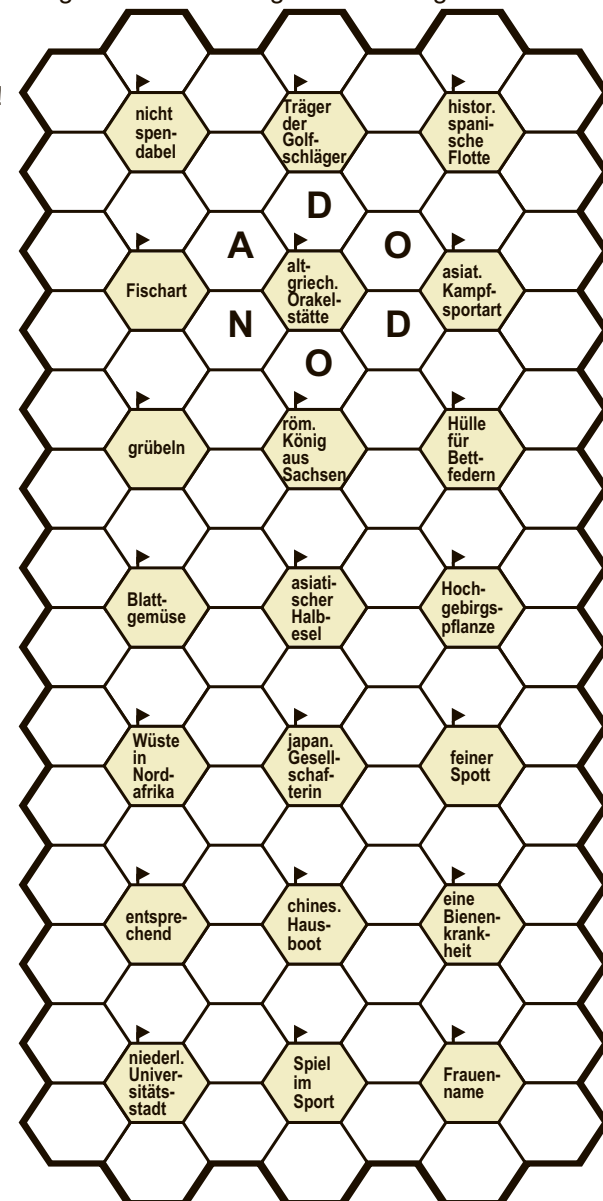 nicht
spen-
dabel
Träger
der
Golf-
schläger
histor.
spani-
sche
Flotte
D
A
O
Fischart
alt-
griech.
Orakel-
stätte
asiat.
Kampf-
sportart
N
D
O
grübeln
röm.
König
aus
Sachsen
Hülle
für
Bett-
federn
Blatt-
gemüse
asiati-
scher
Halb-
esel
Hoch-
gebirgs-
pflanze
Wüste
in
Nord-
afrika
japan.
Gesell-
schaf-
terin
feiner
Spott
entspre-
chend
chines.
Haus-
boot
eine
Bienen-
krank-
heit
niederl.
Univer-
sitäts-
stadt
Spiel
im
Sport
Frauen-
name